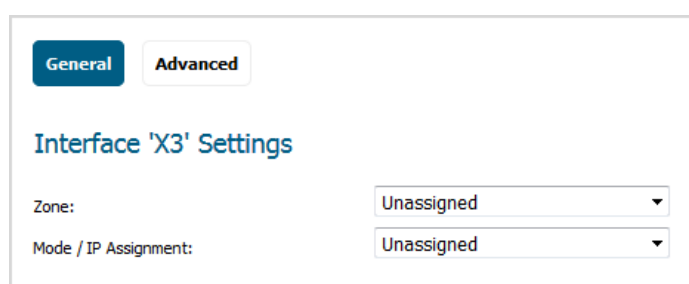 General Advanced
Interface 'X3' Settings
Zone: Unassigned
Mode / IP Assignment: Unassigned